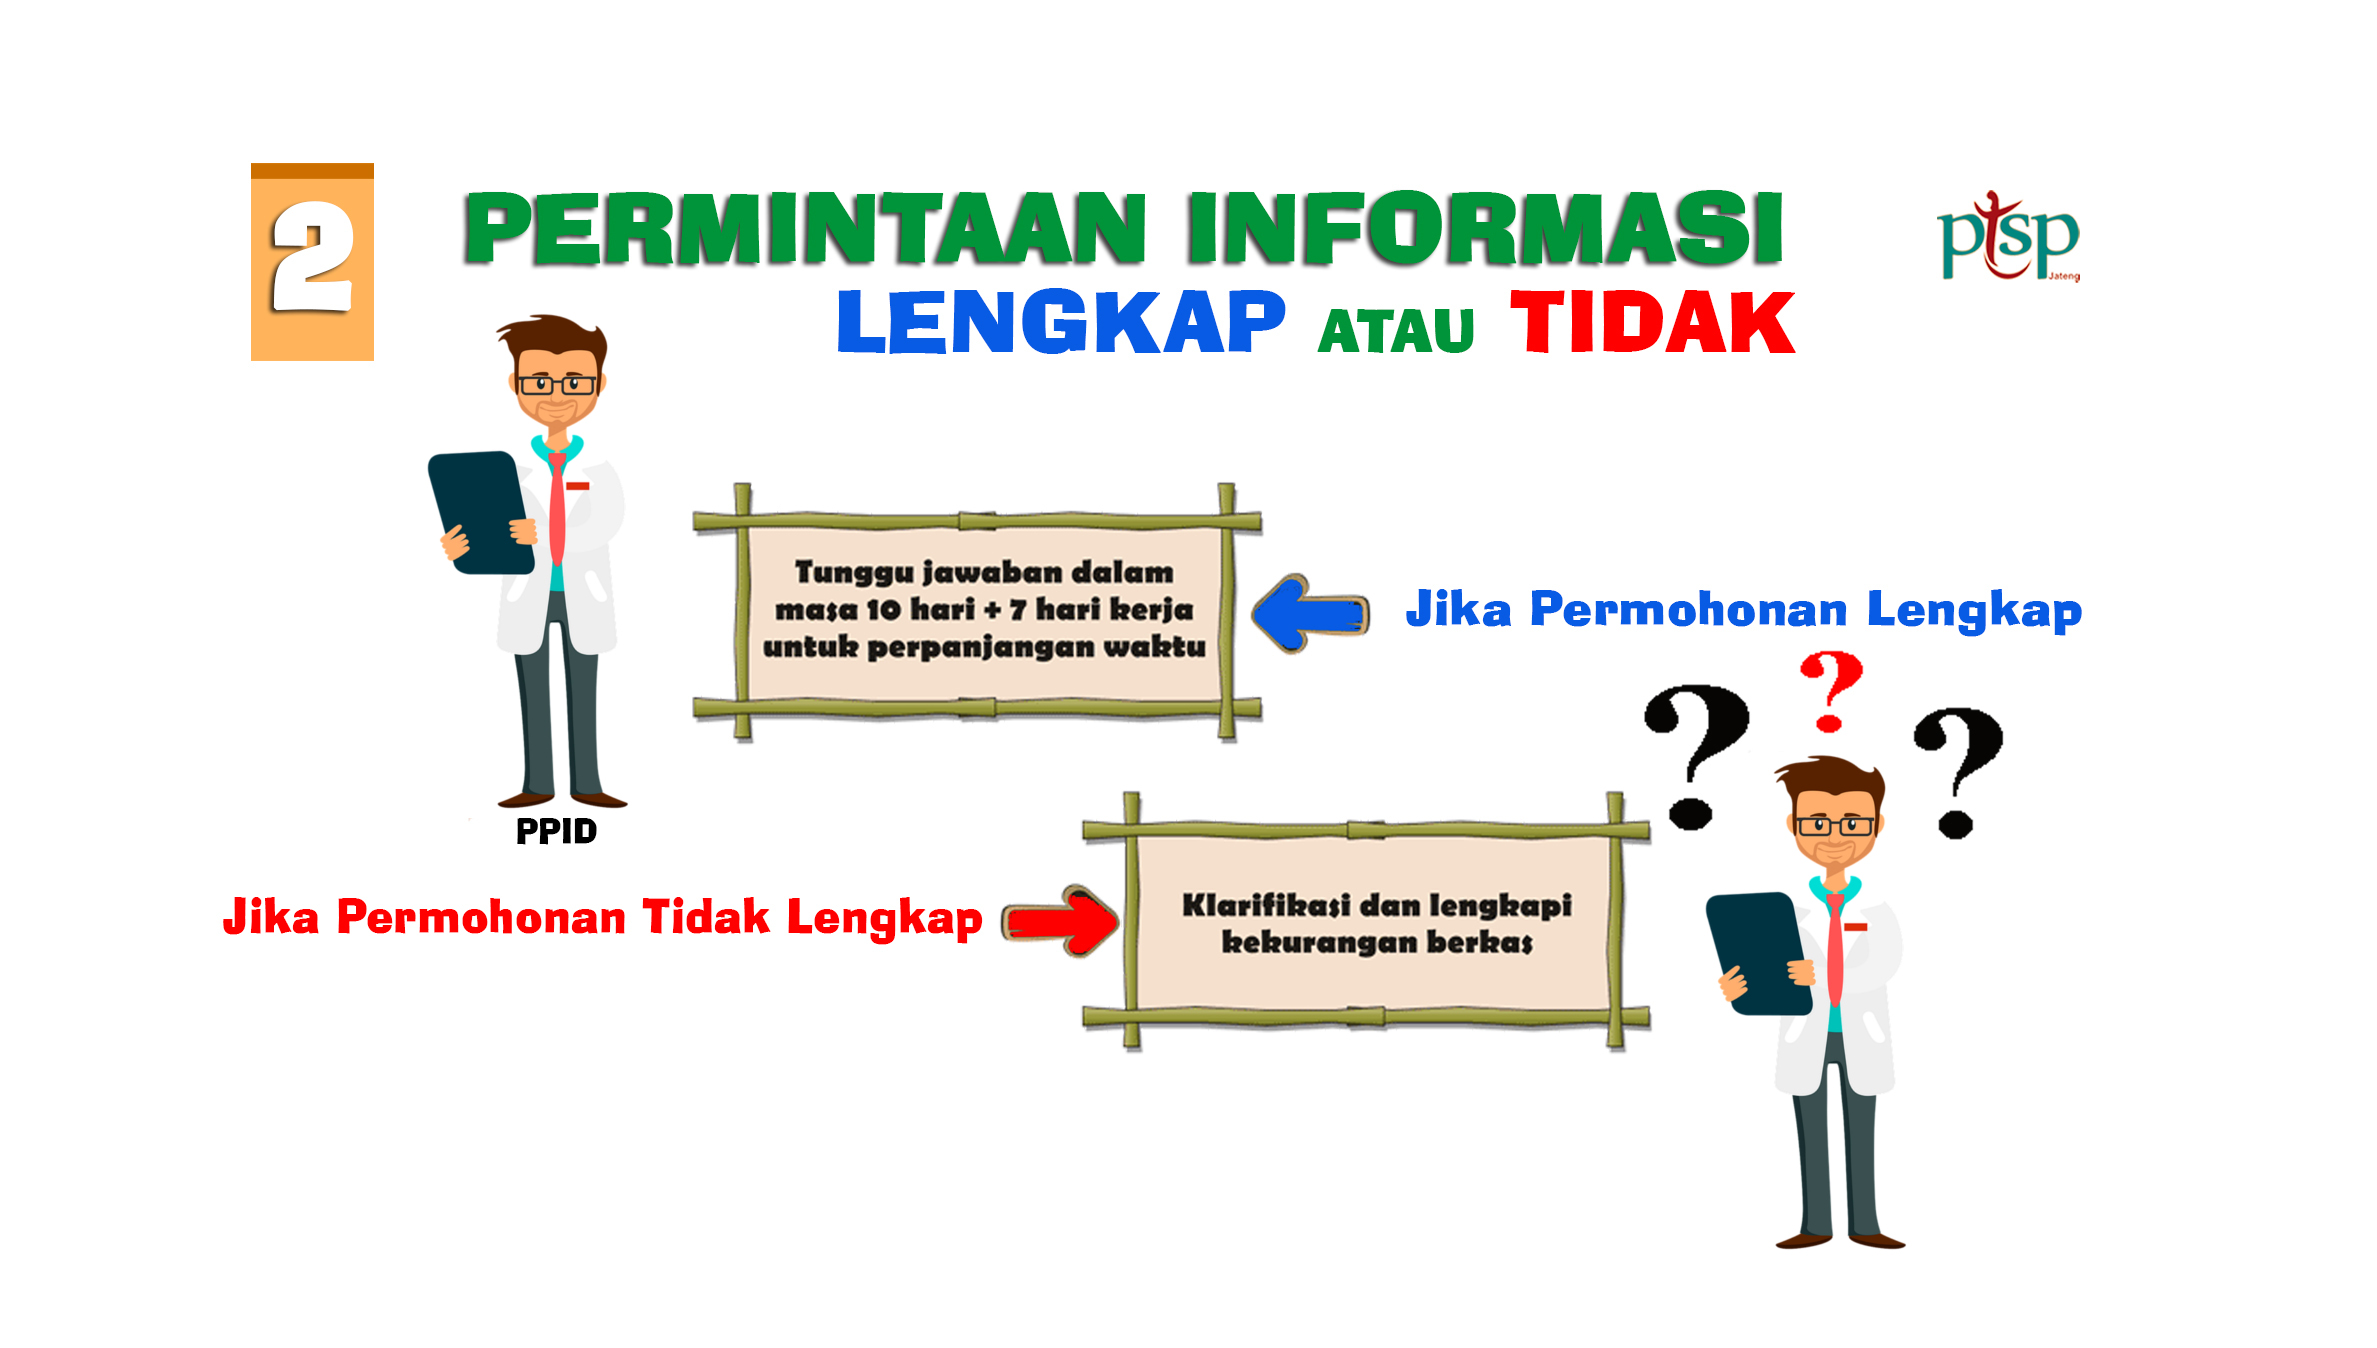 2
PERMINTAAN INFORMASI
LENGKAP ATAU TIDAK
ptsp
Jateng
Tunggu jawaban dalam
masa 10 hari + 7 hari kerja
untuk perpanjangan waktu
Jika Permohonan Lengkap
? ? ?
PPID
Jika Permohonan Tidak Lengkap
Klarifikasi dan lengkapi
kekurangan berkas